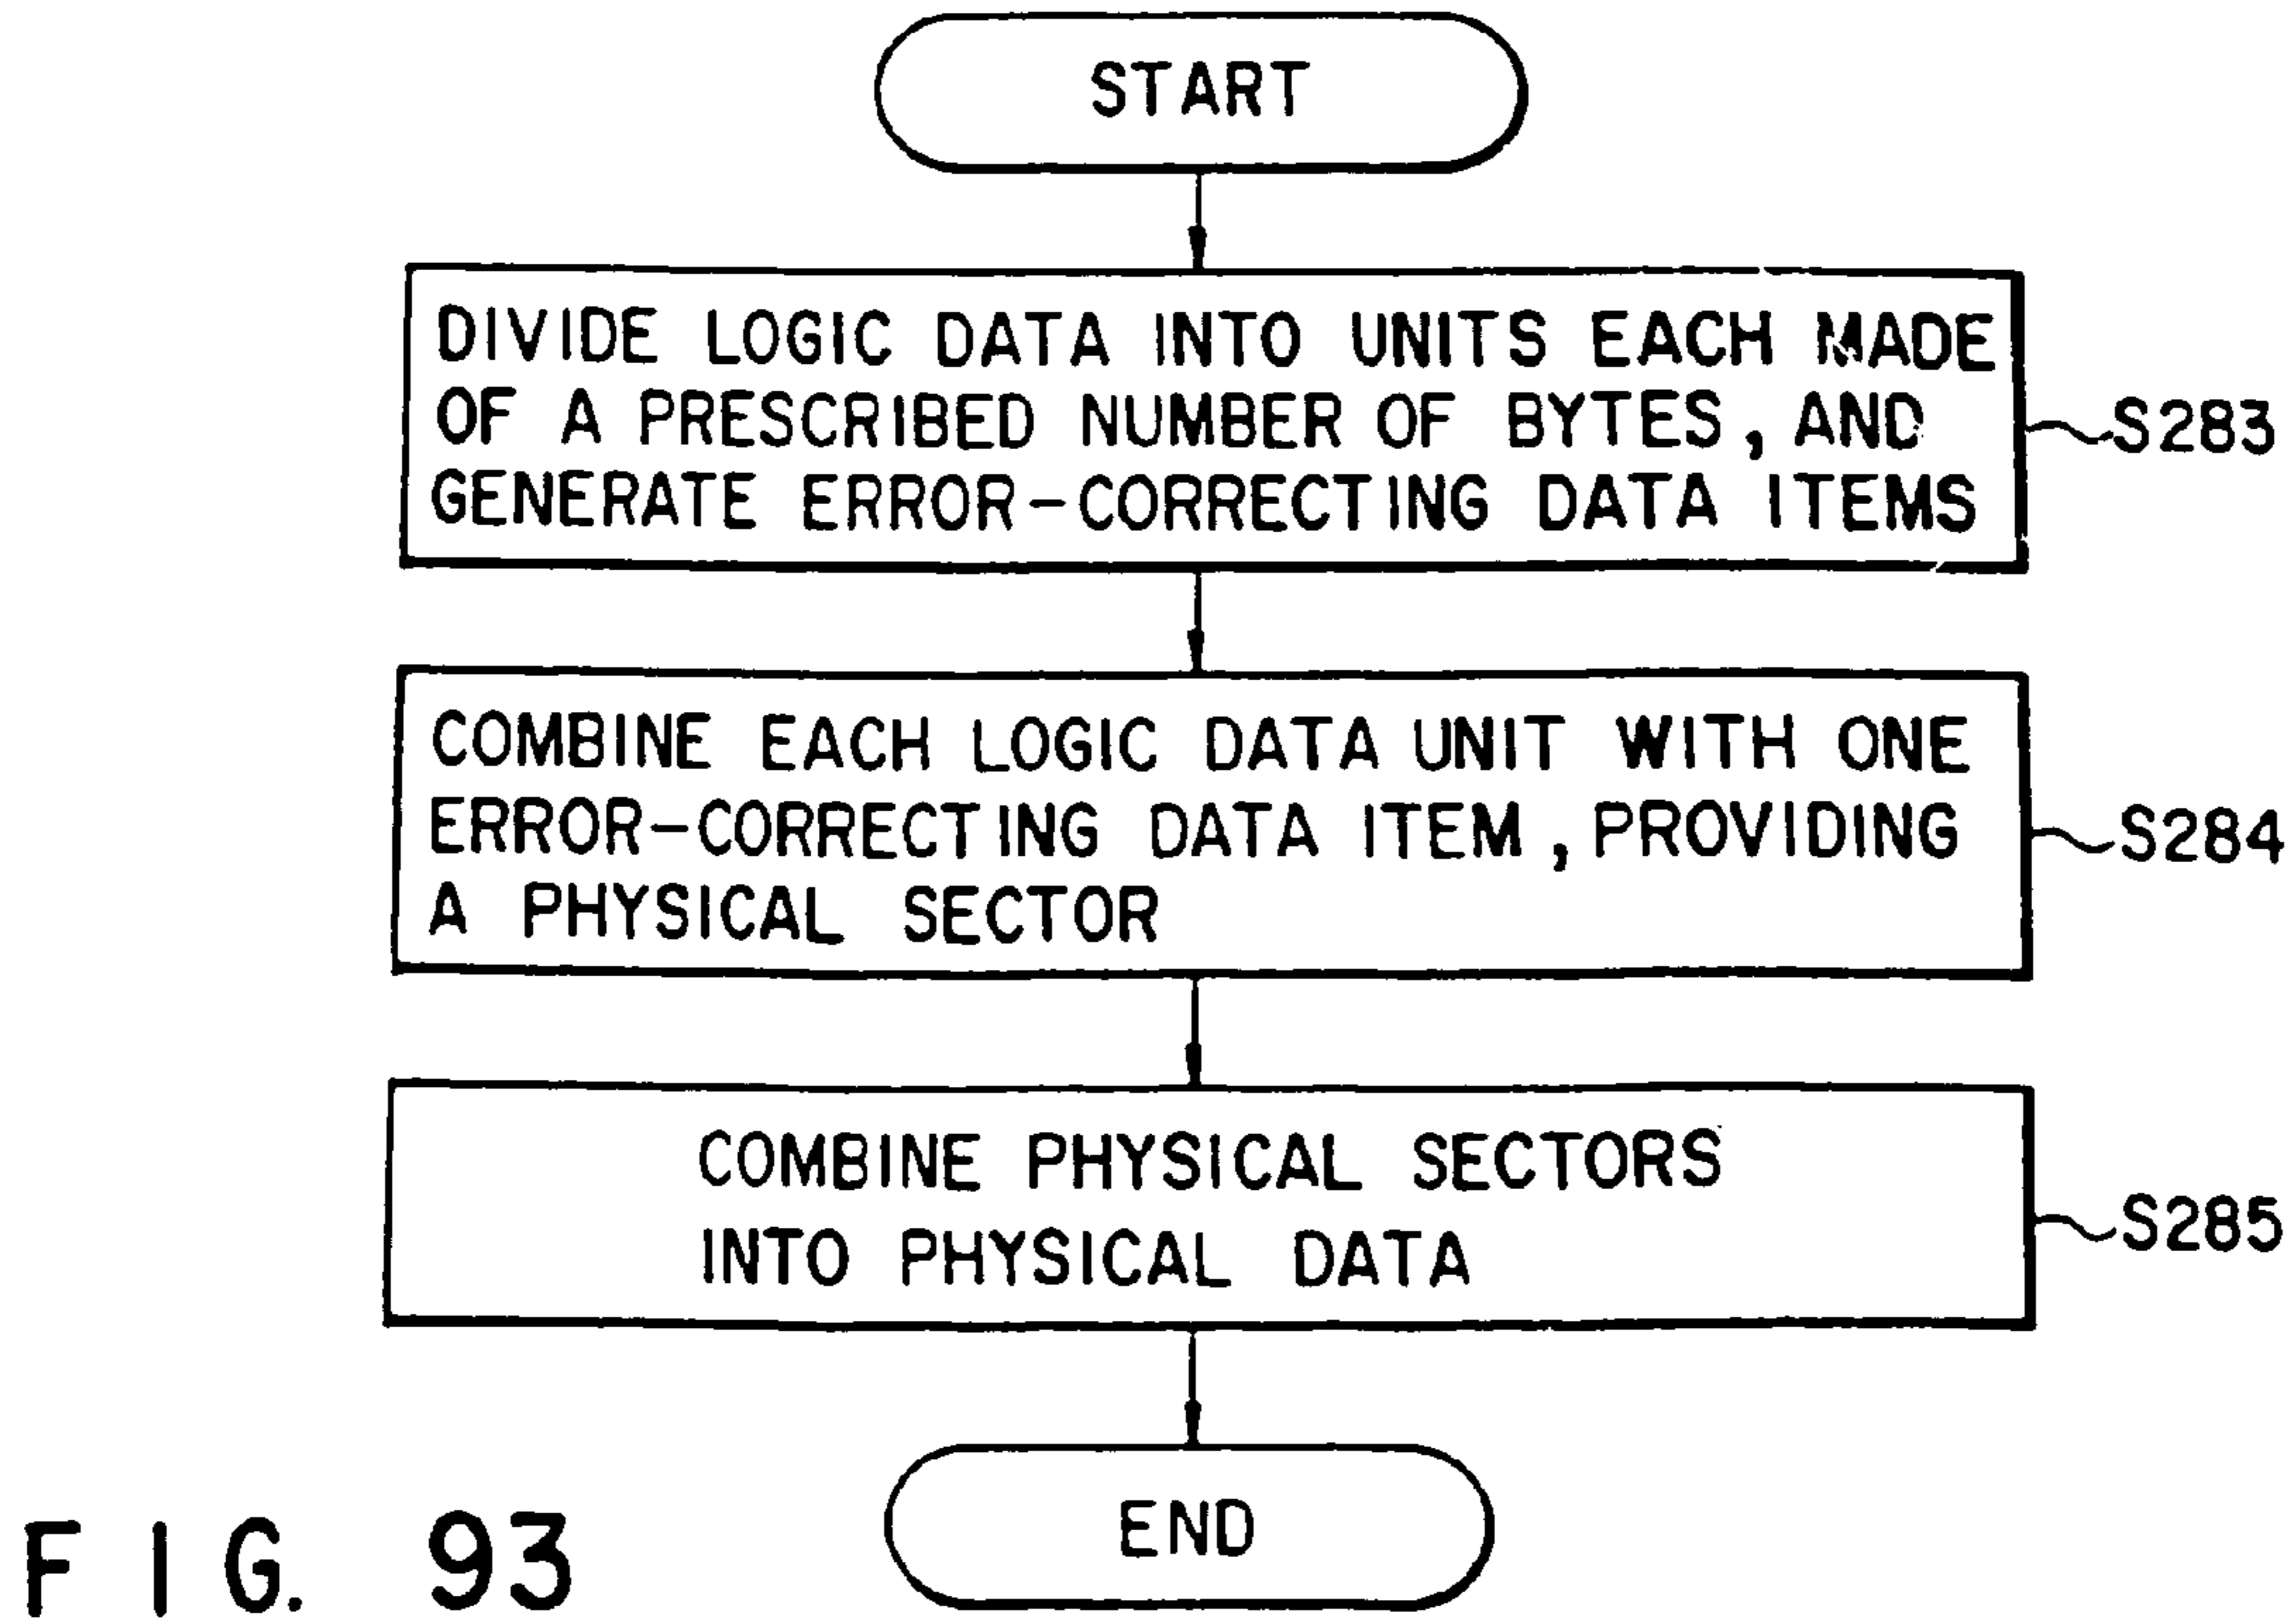 START
DIVIDE LOGIC DATA INTO UNITS EACH MADE
OF A PRESCRIBED NUMBER OF BYTES, AND
GENERATE ERROR-CORRECTING DATA ITEMS
S283
COMBINE EACH LOGIC DATA UNIT WITH ONE
ERROR-CORRECTING DATA ITEM, PROVIDING
A PHYSICAL SECTOR
S284
COMBINE PHYSICAL SECTORS
INTO PHYSICAL DATA
S285
END
FIG. 93